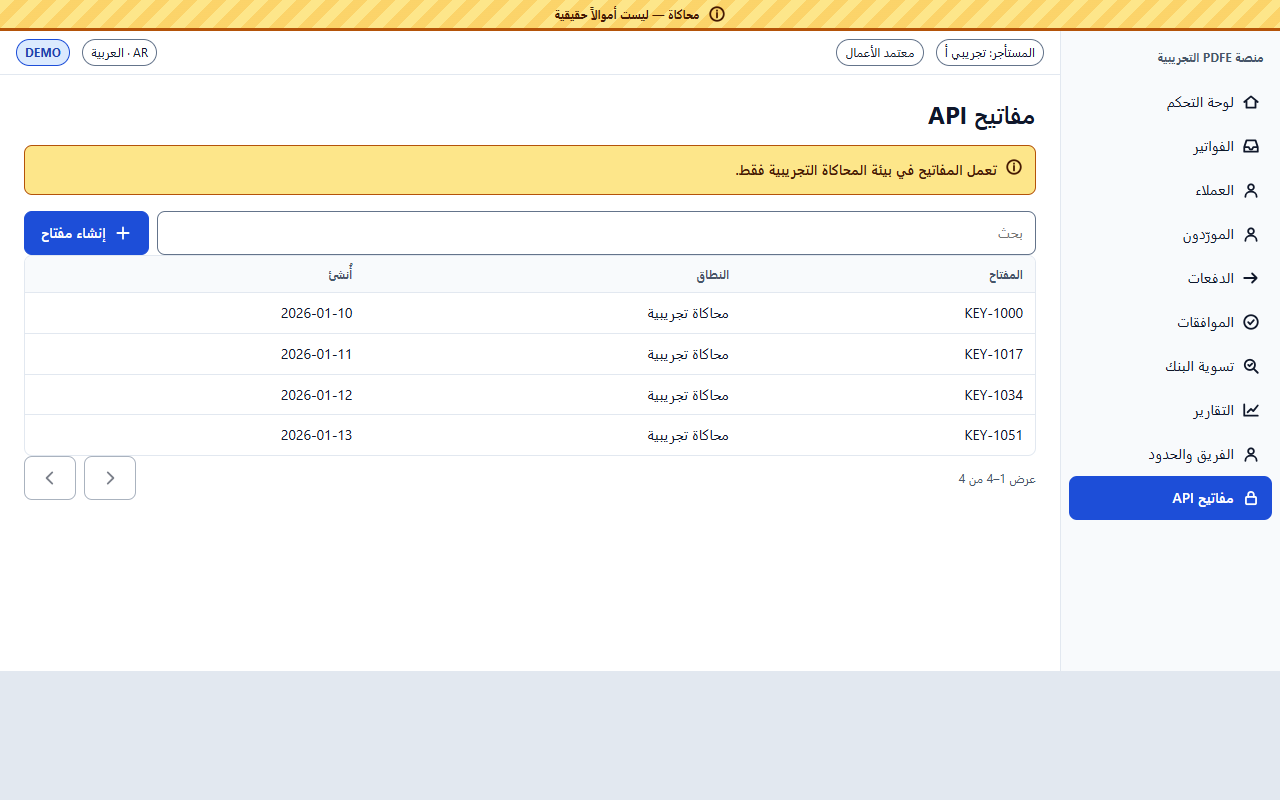 محاكاة — ليست أموالاً حقيقية
منصة PDFE التجريبية
لوحة التحكم
الفواتير
العملاء
المورّدون
الدفعات
الموافقات
تسوية البنك
التقارير
الفريق والحدود
مفاتيح API
المستأجر: تجريبي أ
معتمد الأعمال
AR · العربية
DEMO
مفاتيح API
تعمل المفاتيح في بيئة المحاكاة التجريبية فقط.
بحث
إنشاء مفتاح
المفتاح النطاق أُنشئ
KEY-1000 محاكاة تجريبية 2026-01-10
KEY-1017 محاكاة تجريبية 2026-01-11
KEY-1034 محاكاة تجريبية 2026-01-12
KEY-1051 محاكاة تجريبية 2026-01-13
عرض 1–4 من 4